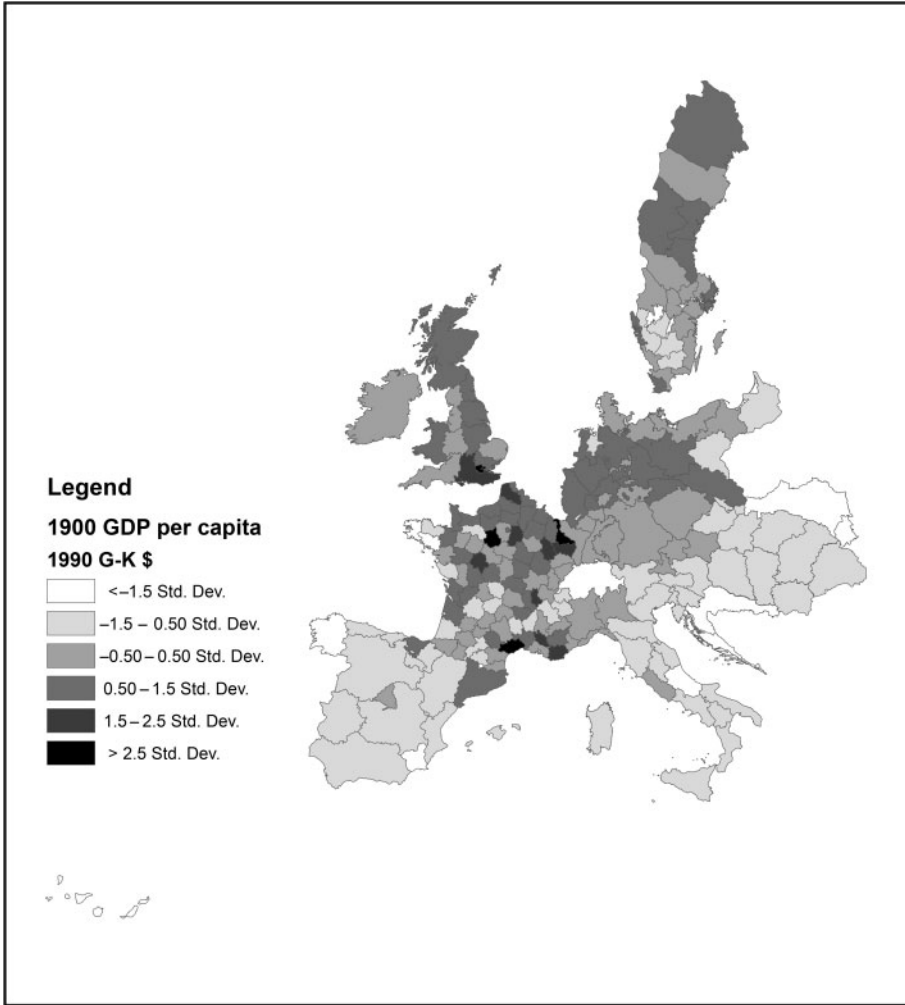 Legend
1900 GDP per capita
1990 G-K $
<–1.5 Std. Dev.
–1.5 – 0.50 Std. Dev.
–0.50 – 0.50 Std. Dev.
0.50 – 1.5 Std. Dev.
1.5 – 2.5 Std. Dev.
> 2.5 Std. Dev.